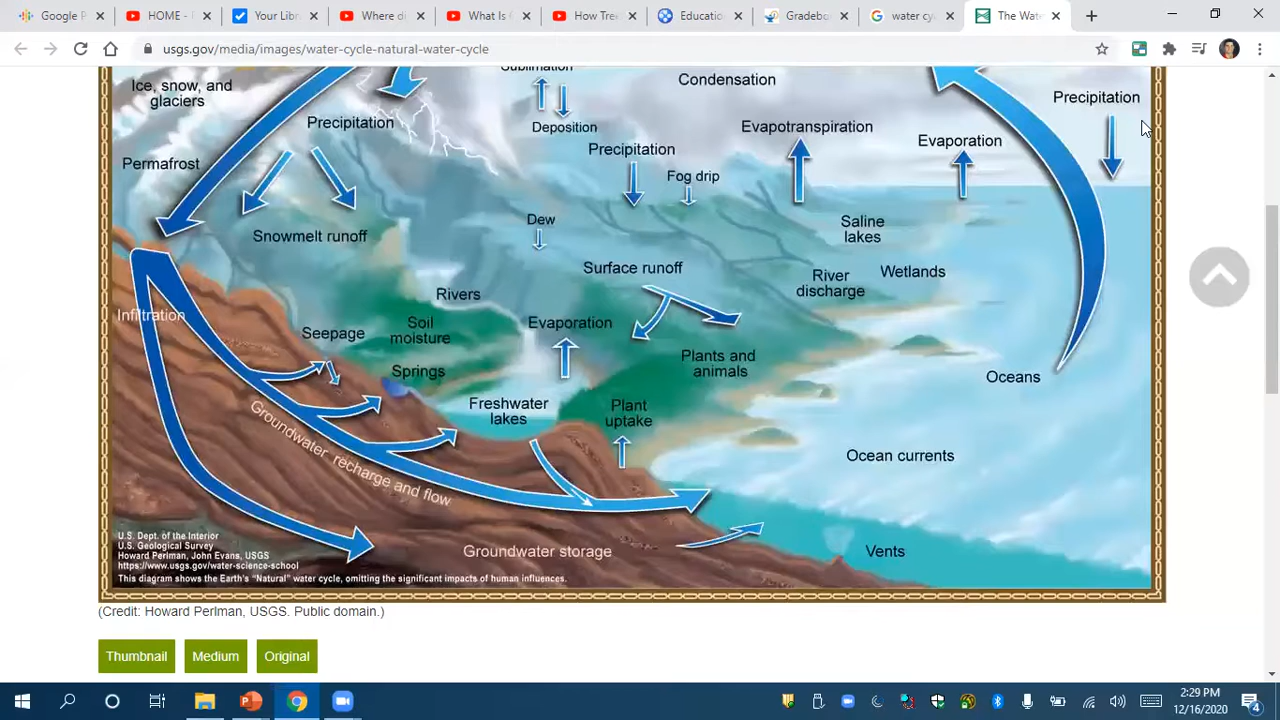 Google P
HOME -
Your Libr
Where di
What Is
How Tree
Educatio
Gradebo
water cy
The Wate
usgs.gov/media/images/water-cycle-natural-water-cycle
Sublimation
Condensation
Ice, snow, and
glaciers
Precipitation
Precipitation
Deposition
Evapotranspiration
Evaporation
Precipitation
Permafrost
Fog drip
Dew
Saline
lakes
Snowmelt runoff
Surface runoff
River
discharge
Wetlands
Rivers
Infiltration
Seepage
Soil
moisture
Evaporation
Plants and
animals
Springs
Oceans
Freshwater
lakes
Plant
uptake
Groundwater recharge and flow
Ocean currents
Groundwater storage
Vents
U.S. Dept. of the Interior
U.S. Geological Survey
Howard Perlman, John Evans, USGS
https://www.usgs.gov/water-science-school
This diagram shows the Earth's "Natural" water cycle, omitting the significant impacts of human influences.
(Credit: Howard Perlman, USGS. Public domain.)
Thumbnail
Medium
Original
2:29 PM
12/16/2020
4